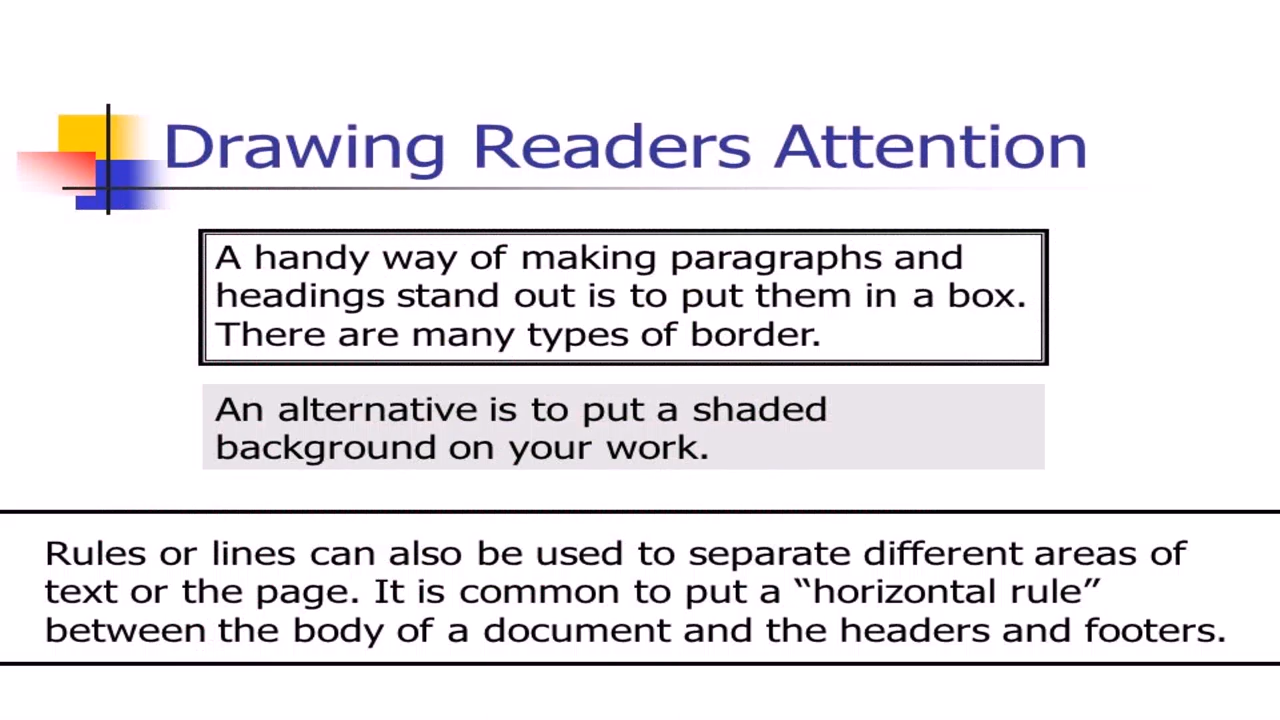 Drawing Readers Attention
A handy way of making paragraphs and
headings stand out is to put them in a box.
There are many types of border.
An alternative is to put a shaded
background on your work.
Rules or lines can also be used to separate different areas of
text or the page. It is common to put a “horizontal rule”
between the body of a document and the headers and footers.